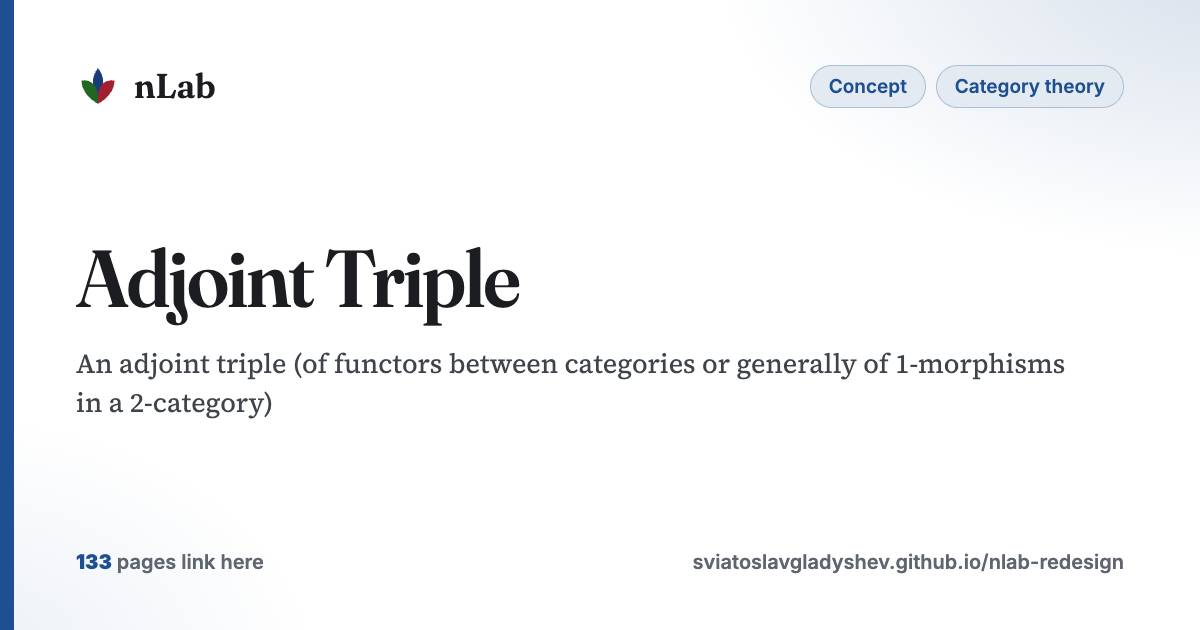 nLab
Concept
Category theory
Adjoint Triple
An adjoint triple (of functors between categories or generally of 1-morphisms
in a 2-category)
133 pages link here
sviatoslavgladyshev.github.io/nlab-redesign